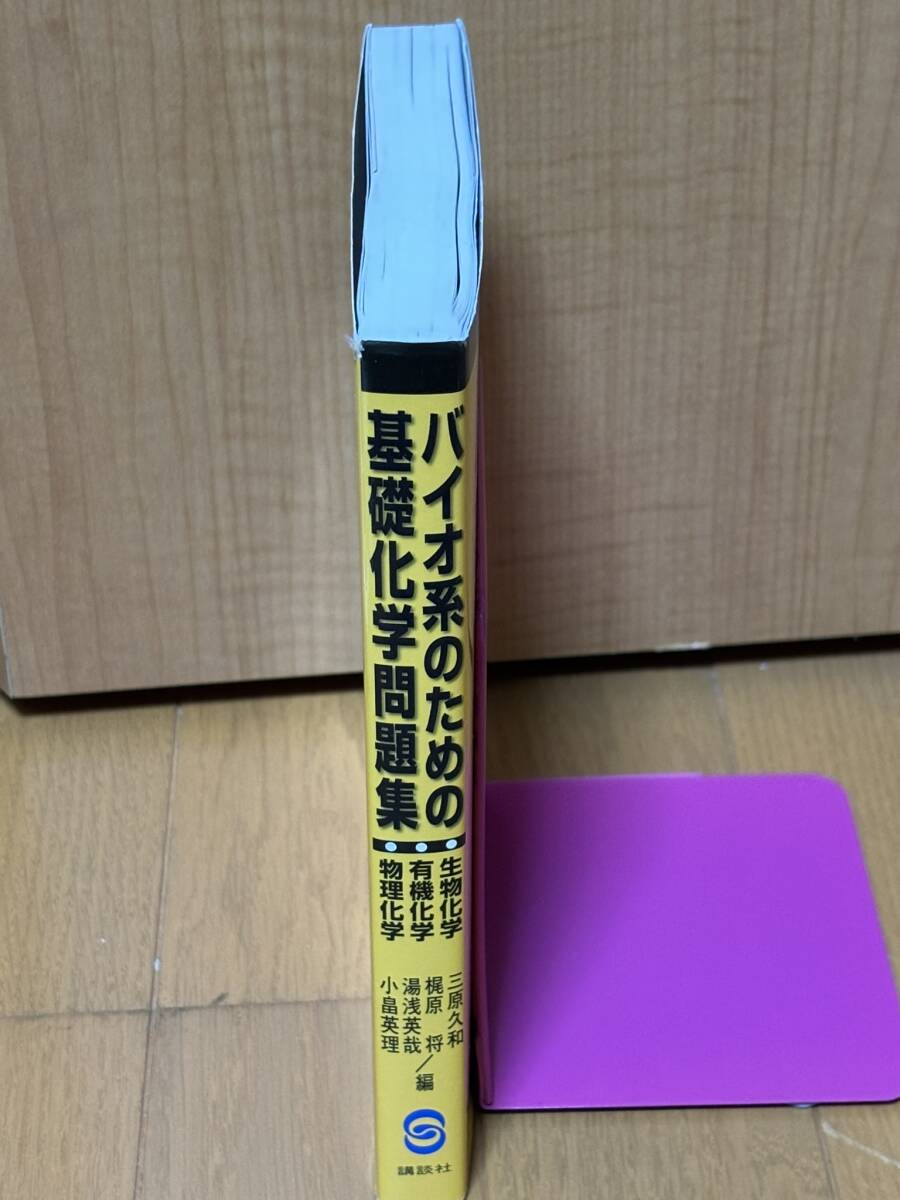 バイオ系のための
基礎化学問題集
生物化学
有機化学
物理化学
三原久和
梶原 将
湯浅英哉
小畠英理
／編
講談社